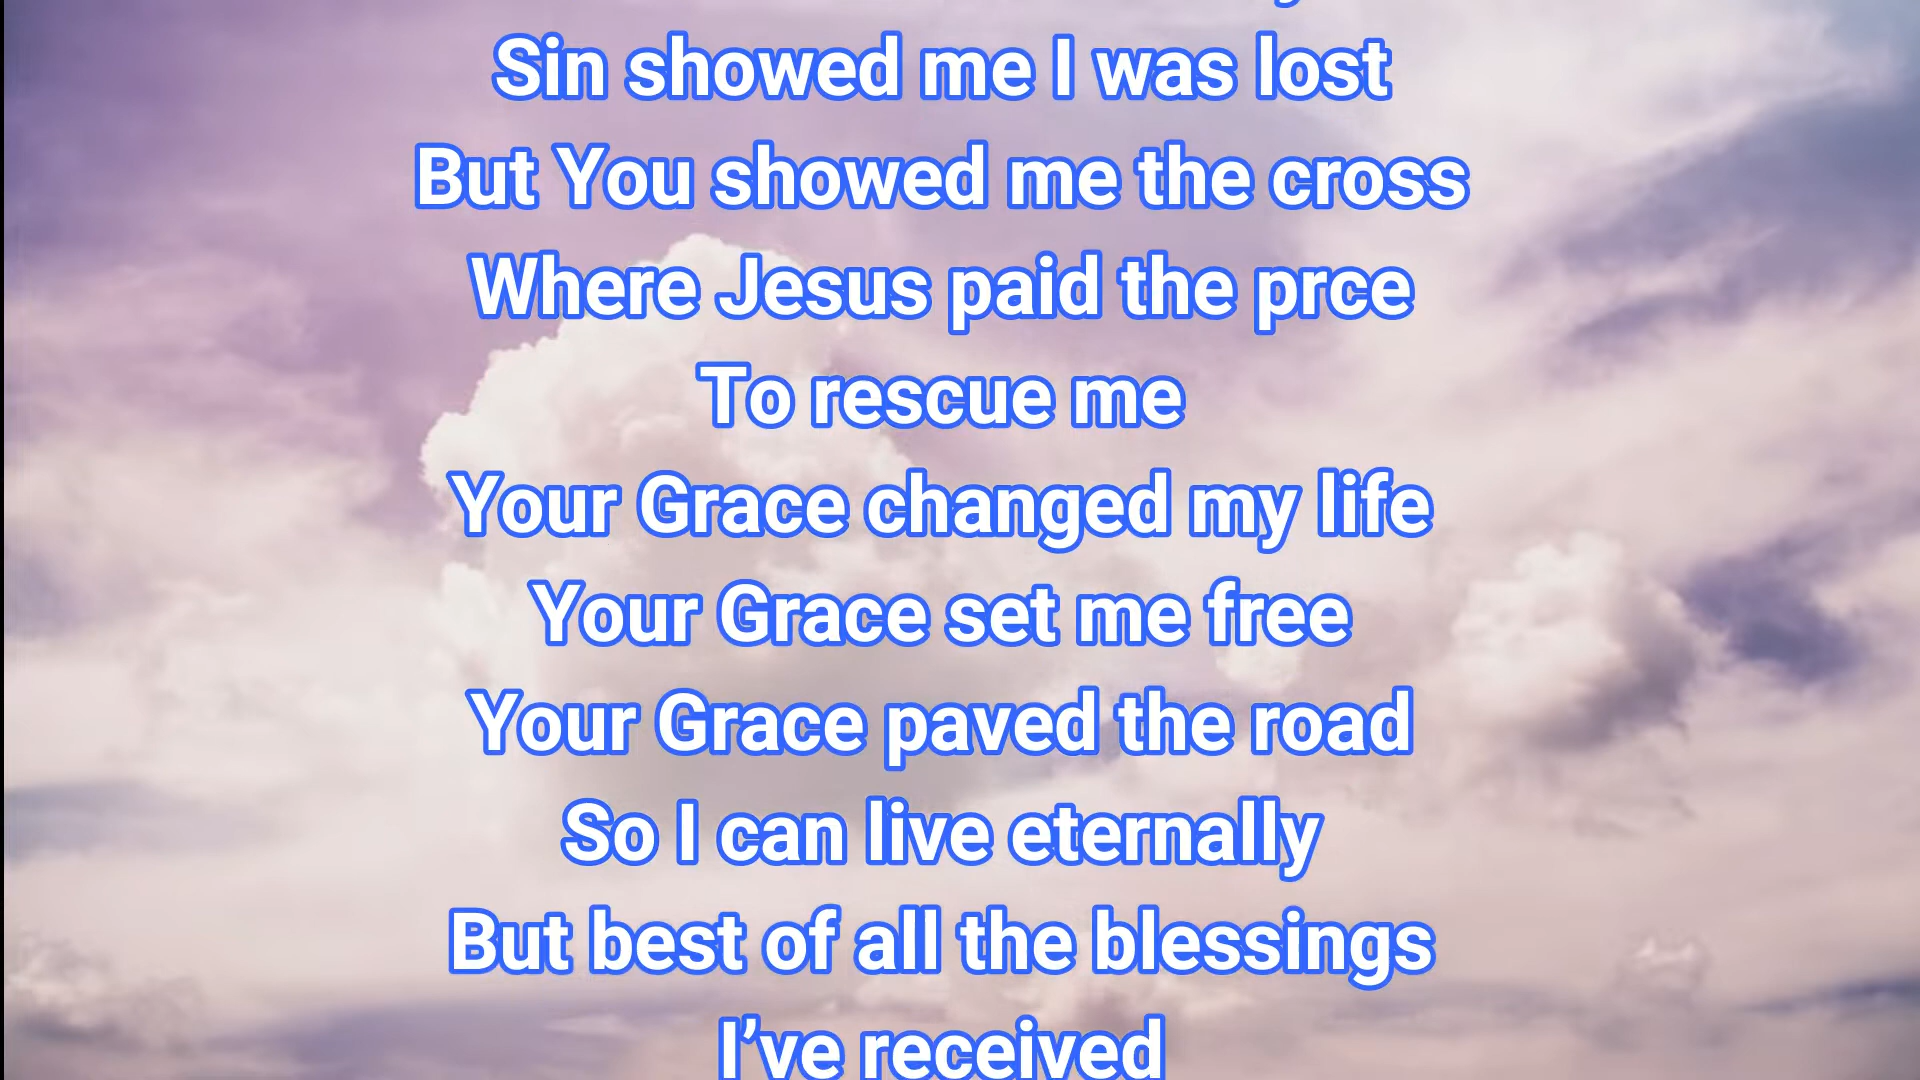 Sin showed me I was lost
But You showed me the cross
Where Jesus paid the prce
To rescue me
Your Grace changed my life
Your Grace set me free
Your Grace paved the road
So I can live eternally
But best of all the blessings
I've received